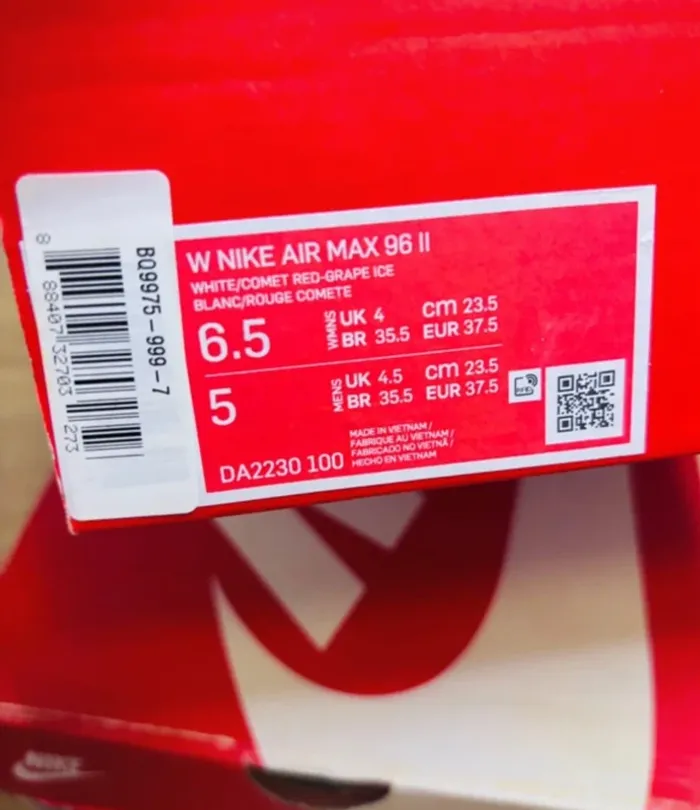 W NIKE AIR MAX 96 II
WHITE/COMET RED-GRAPE ICE
BLANC/ROUGE COMETE
6.5 WMNS UK 4 cm 23.5
BR 35.5 EUR 37.5
5 MENS UK 4.5 cm 23.5
BR 35.5 EUR 37.5
DA2230 100
MADE IN VIETNAM /
FABRIQUE AU VIETNAM /
FABRICADO NO VIETNÃ /
HECHO EN VIETNAM
BQ9975-999-7
8 88407 32703 273
NIKE